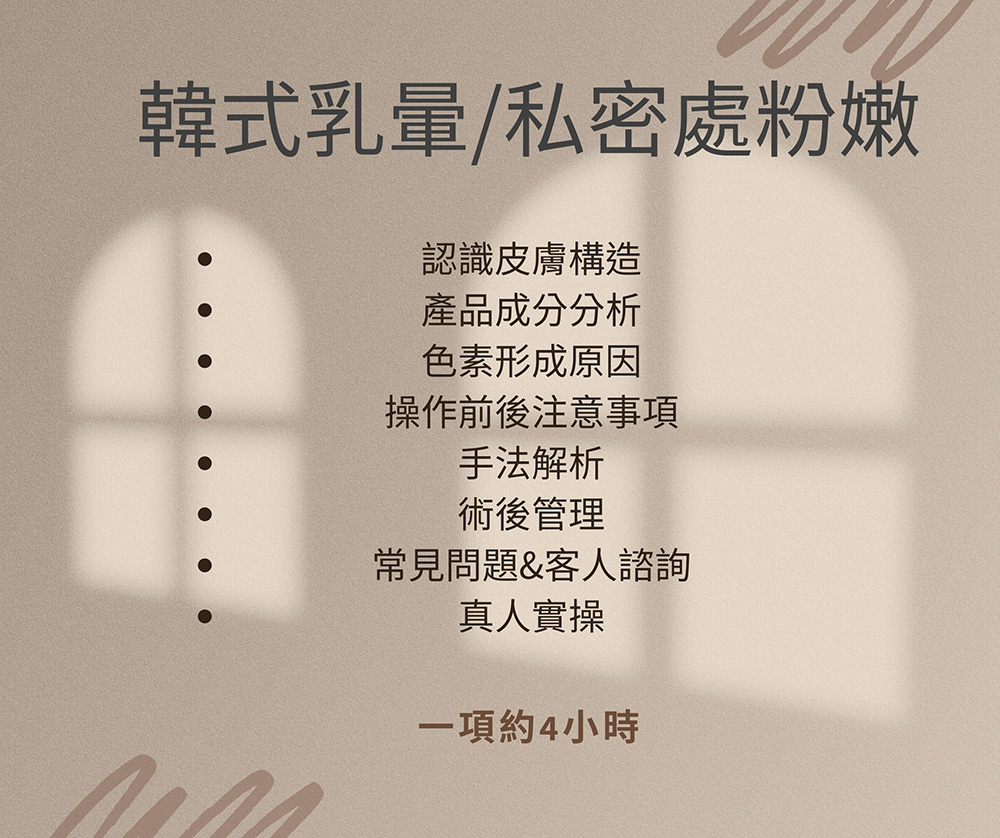 韓式乳暈/私密處粉嫩
• 認識皮膚構造
• 產品成分分析
• 色素形成原因
• 操作前後注意事項
• 手法解析
• 術後管理
• 常見問題&客人諮詢
• 真人實操
一項約4小時